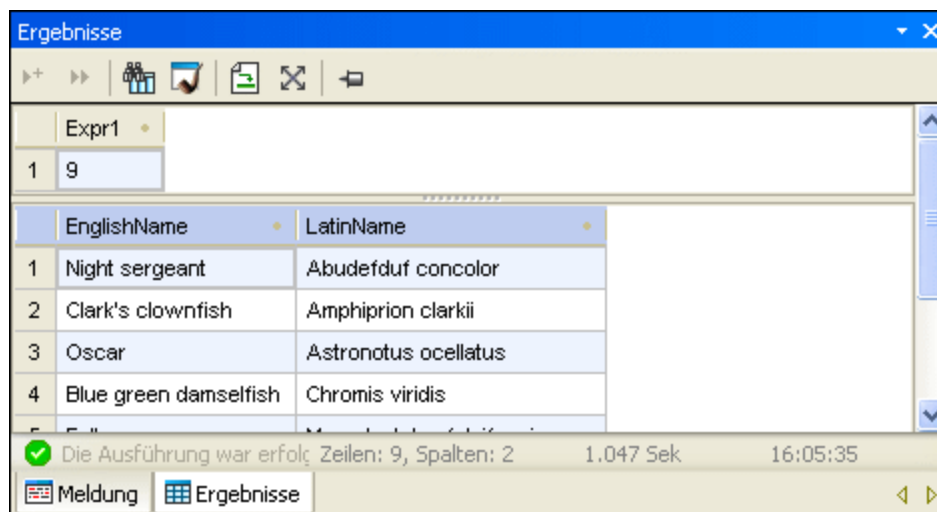 Ergebnisse
Expr1
1 9
EnglishName LatinName
1 Night sergeant Abudefduf concolor
2 Clark's clownfish Amphiprion clarkii
3 Oscar Astronotus ocellatus
4 Blue green damselfish Chromis viridis
Die Ausführung war Zeilen: 9, Spalten: 2 1.047 Sek 16:05:35
Meldung Ergebnisse